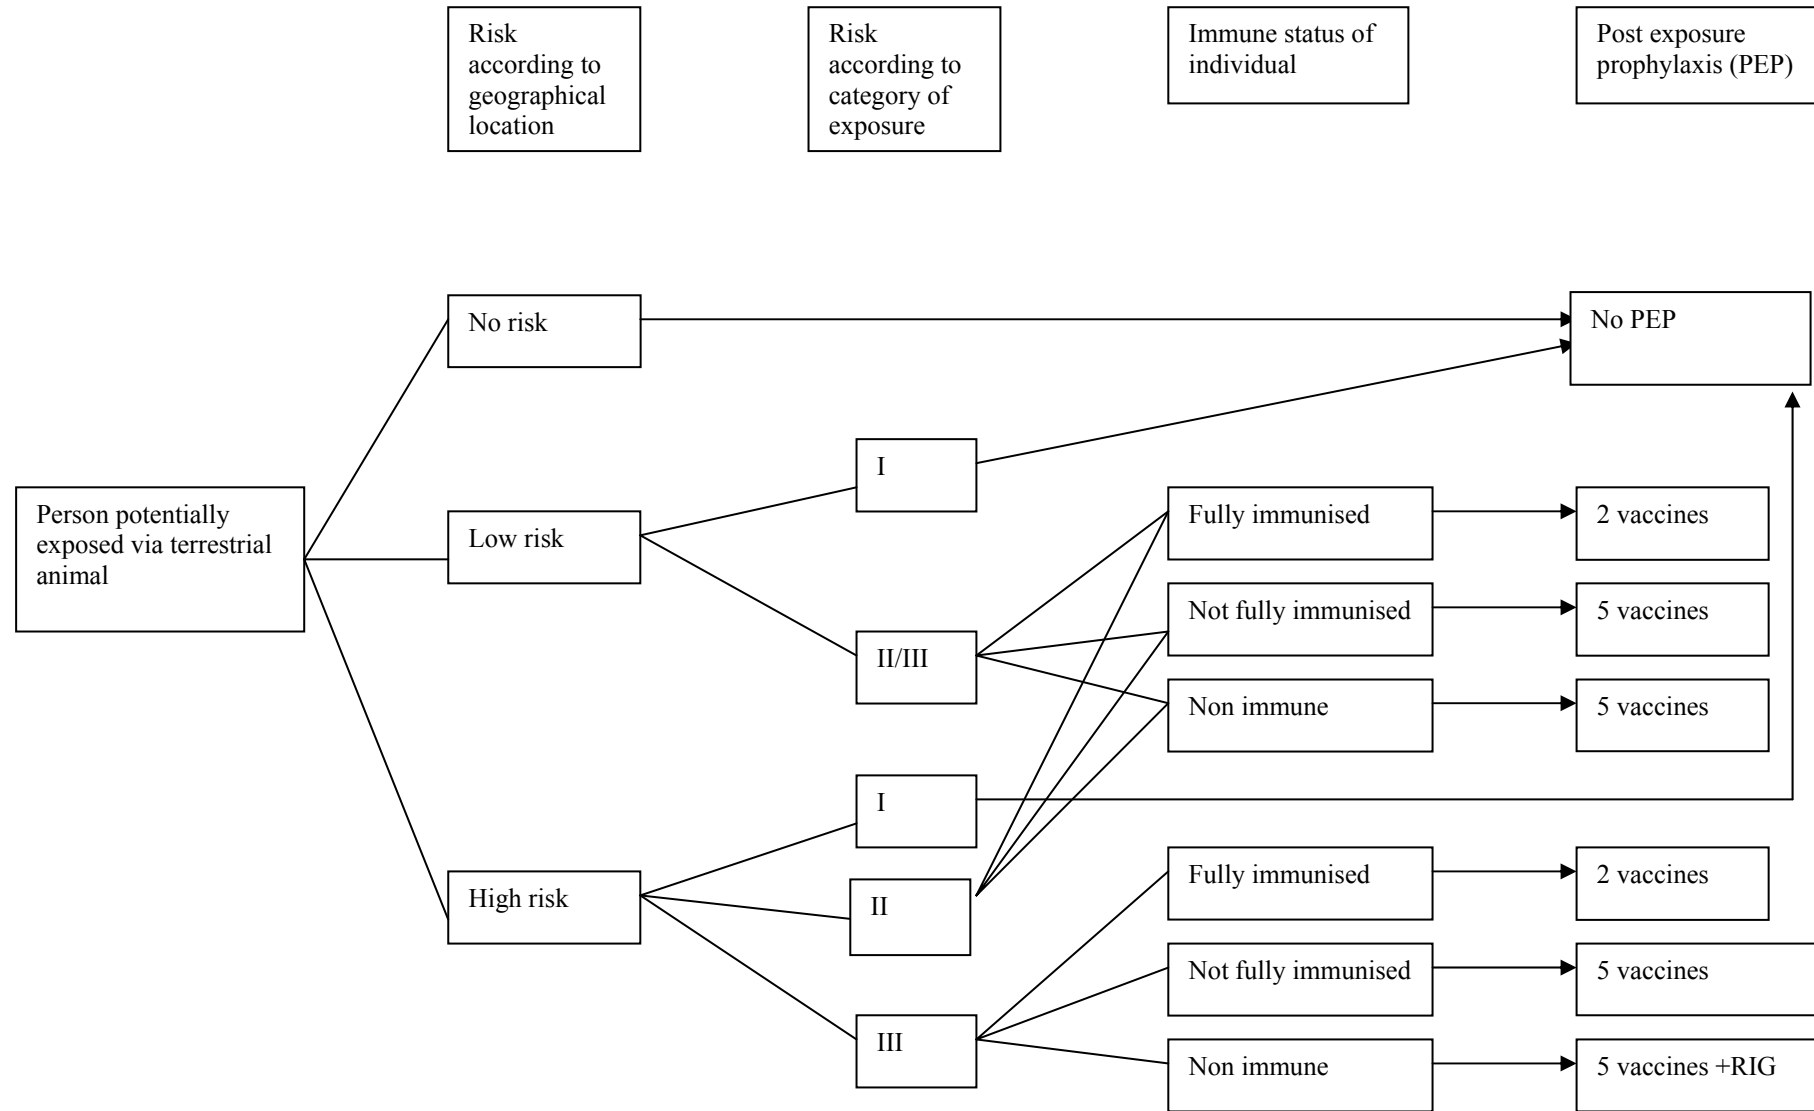 Risk
according to
geographical
location
Risk
according to
category of
exposure
Immune status of
individual
Post exposure
prophylaxis (PEP)
No risk
No PEP
Person potentially
exposed via terrestrial
animal
Low risk
I
II/III
Fully immunised
2 vaccines
Not fully immunised
5 vaccines
Non immune
5 vaccines
High risk
I
II
III
Fully immunised
2 vaccines
Not fully immunised
5 vaccines
Non immune
5 vaccines +RIG